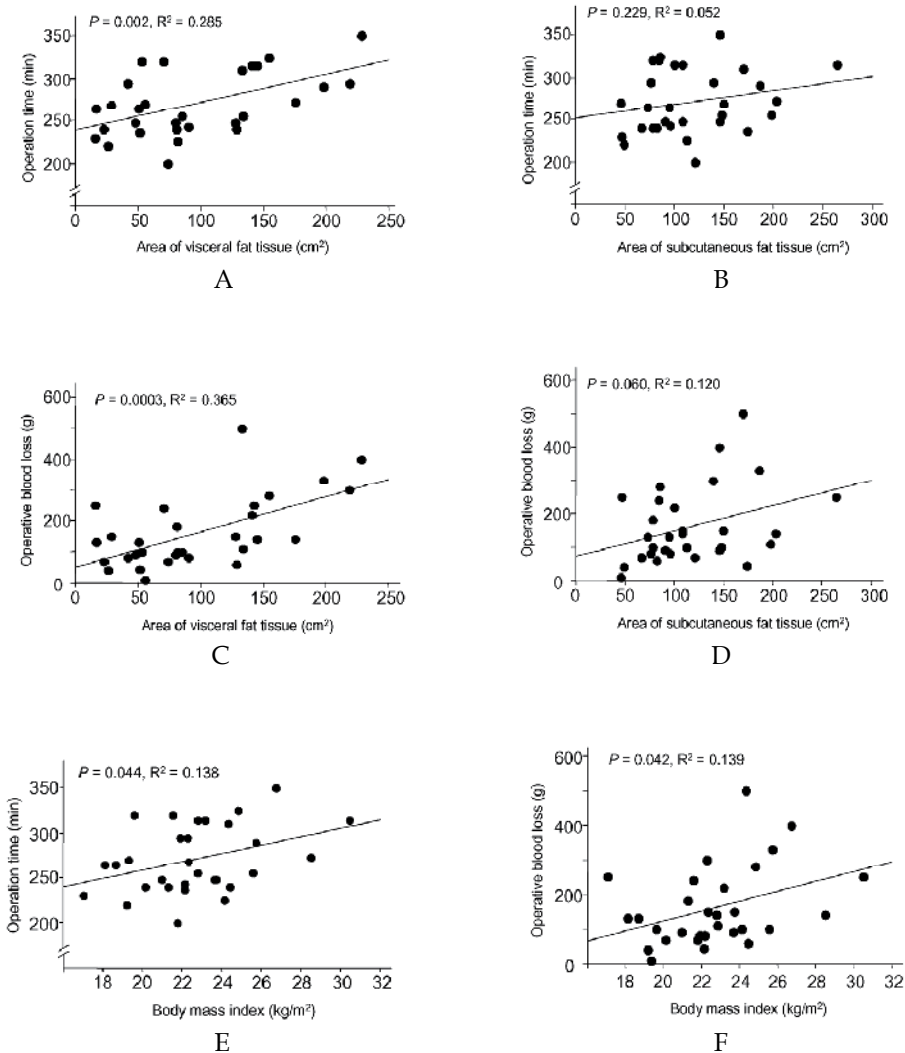 P = 0.002, R² = 0.285
350
300
250
200
Operation time (min)
0 50 100 150 200 250
Area of visceral fat tissue (cm²)
A
P = 0.229, R² = 0.052
350
300
250
200
Operation time (min)
0 50 100 150 200 250 300
Area of subcutaneous fat tissue (cm²)
B
P = 0.0003, R² = 0.365
600
400
200
0
Operative blood loss (g)
0 50 100 150 200 250
Area of visceral fat tissue (cm²)
C
P = 0.060, R² = 0.120
600
400
200
0
Operative blood loss (g)
0 50 100 150 200 250 300
Area of subcutaneous fat tissue (cm²)
D
P = 0.044, R² = 0.138
350
300
250
200
Operation time (min)
18 20 22 24 26 28 30 32
Body mass index (kg/m²)
E
P = 0.042, R² = 0.139
600
400
200
0
Operative blood loss (g)
18 20 22 24 26 28 30 32
Body mass index (kg/m²)
F